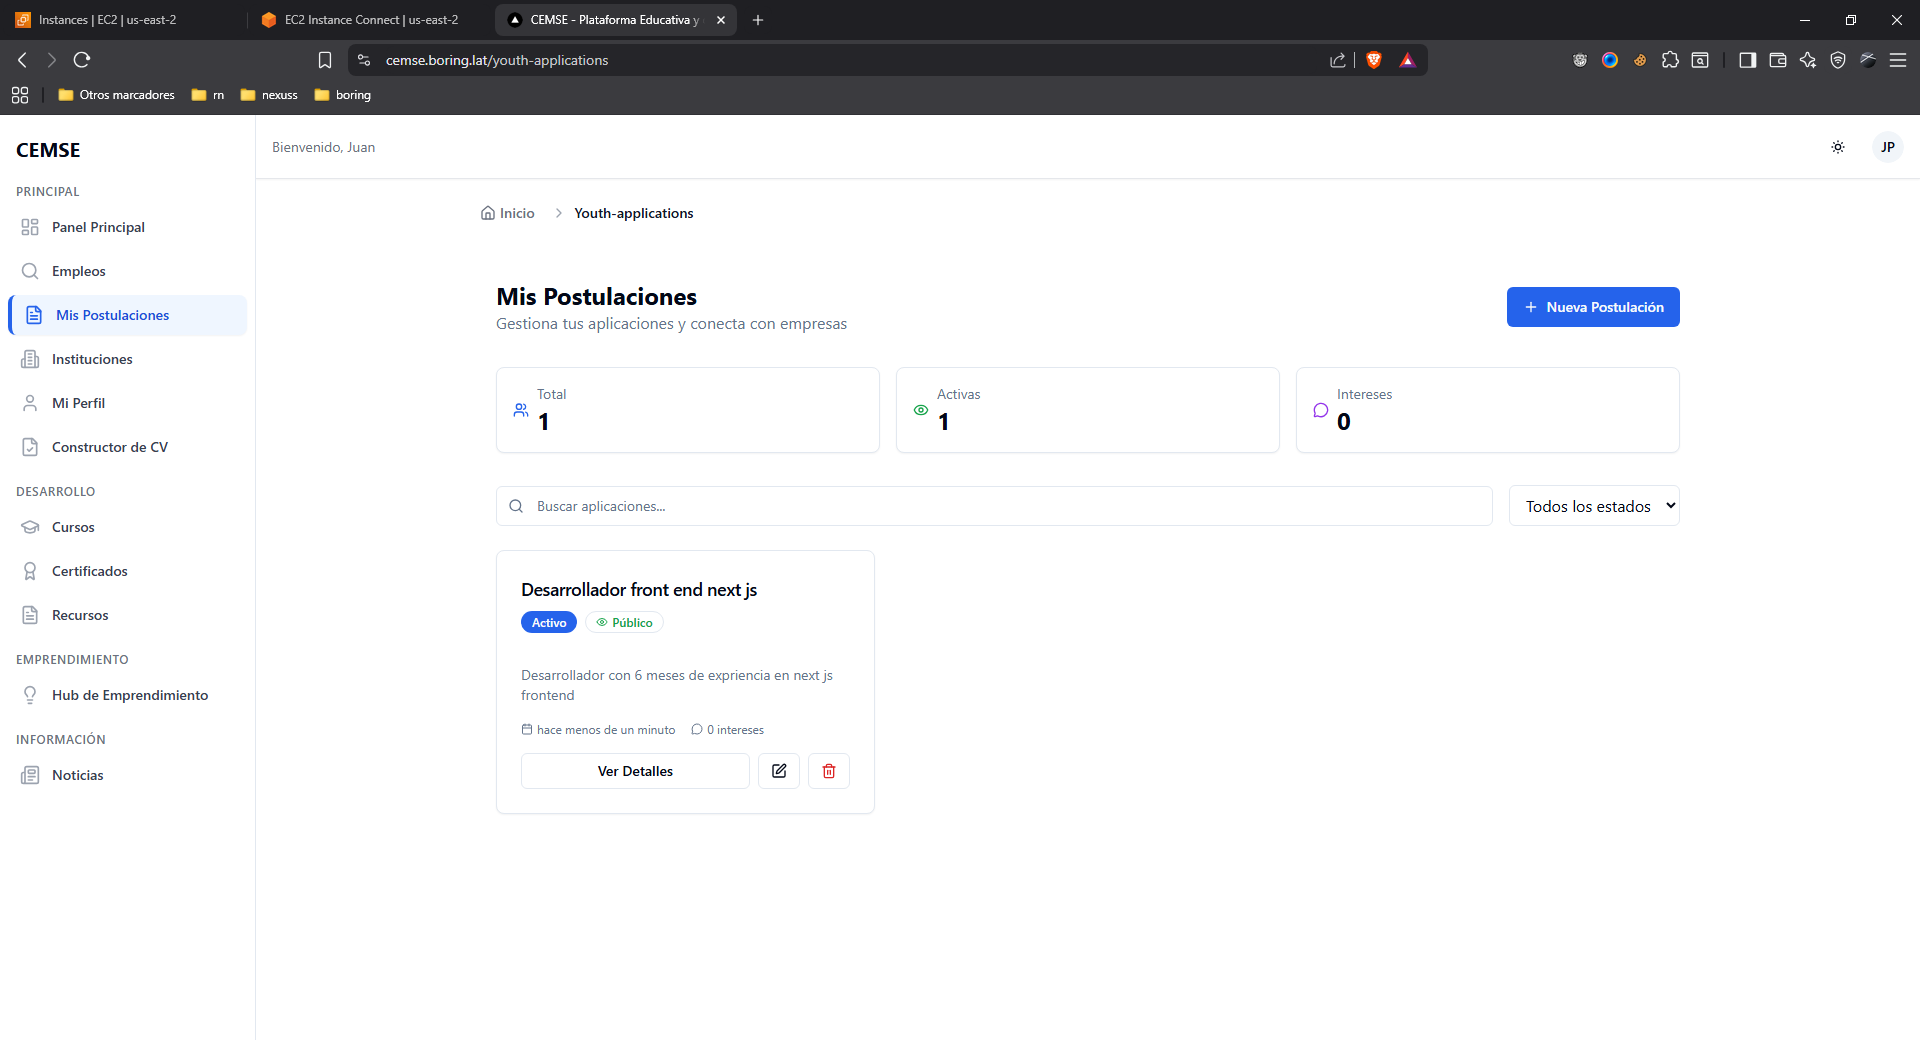 Instances | EC2 | us-east-2
EC2 Instance Connect | us-east-2
CEMSE - Plataforma Educativa y
cemse.boring.lat/youth-applications
Otros marcadores
rn
nexuss
boring
CEMSE
PRINCIPAL
Panel Principal
Empleos
Mis Postulaciones
Instituciones
Mi Perfil
Constructor de CV
DESARROLLO
Cursos
Certificados
Recursos
EMPRENDIMIENTO
Hub de Emprendimiento
INFORMACIÓN
Noticias
Bienvenido, Juan
JP
Inicio
Youth-applications
Mis Postulaciones
Gestiona tus aplicaciones y conecta con empresas
Nueva Postulación
Total
1
Activas
1
Intereses
0
Buscar aplicaciones...
Todos los estados
Desarrollador front end next js
Activo
Público
Desarrollador con 6 meses de expriencia en next js
frontend
hace menos de un minuto
0 intereses
Ver Detalles